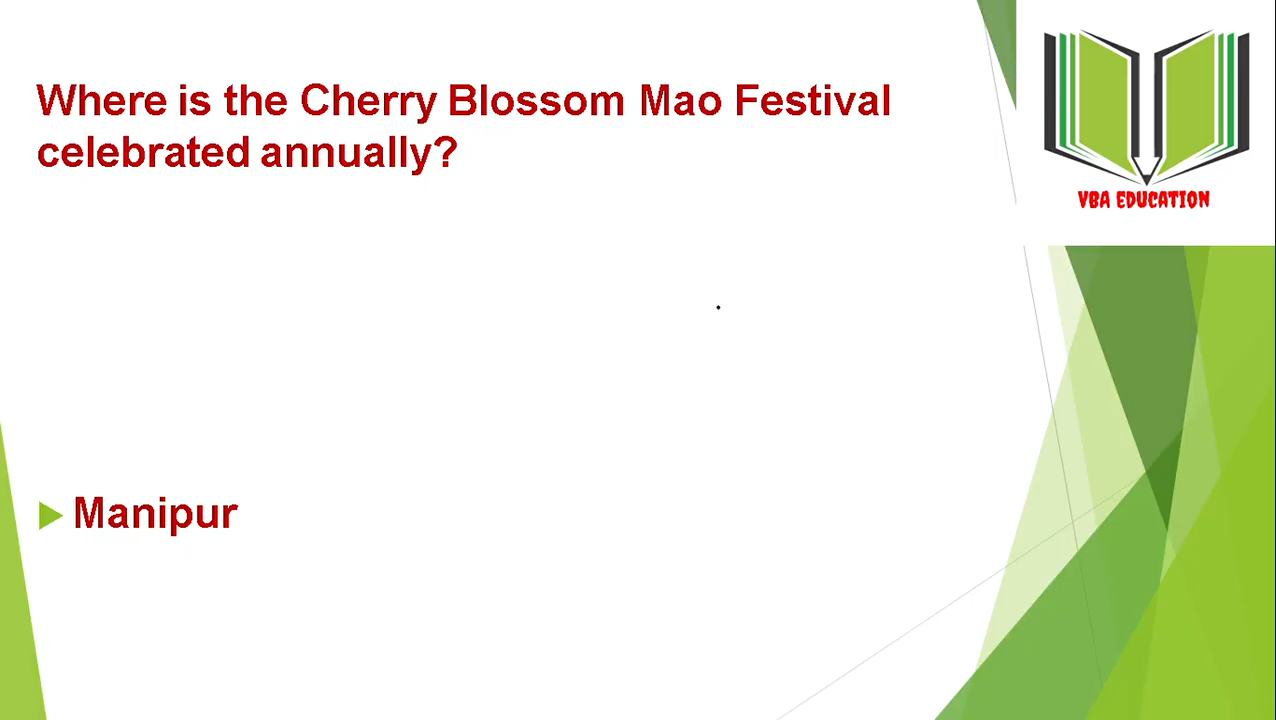 Where is the Cherry Blossom Mao Festival
celebrated annually?
VBA EDUCATION
Manipur